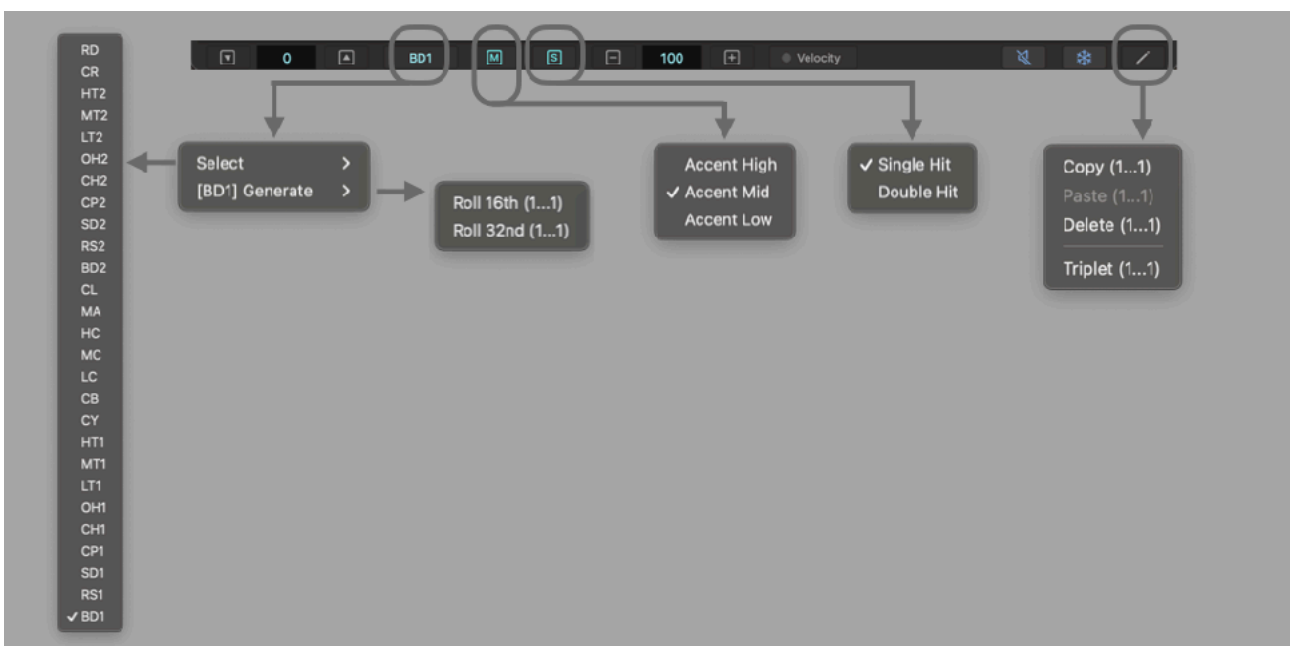 0 BD1 M S 100 Velocity
RD
CR
HT2
MT2
LT2
OH2
CH2
CP2
SD2
RS2
BD2
CL
MA
HC
MC
LC
CB
CY
HT1
MT1
LT1
OH1
CH1
CP1
SD1
RS1
✓ BD1
Select >
[BD1] Generate >
Roll 16th (1...1)
Roll 32nd (1...1)
Accent High
✓ Accent Mid
Accent Low
✓ Single Hit
Double Hit
Copy (1...1)
Paste (1...1)
Delete (1...1)
Triplet (1...1)